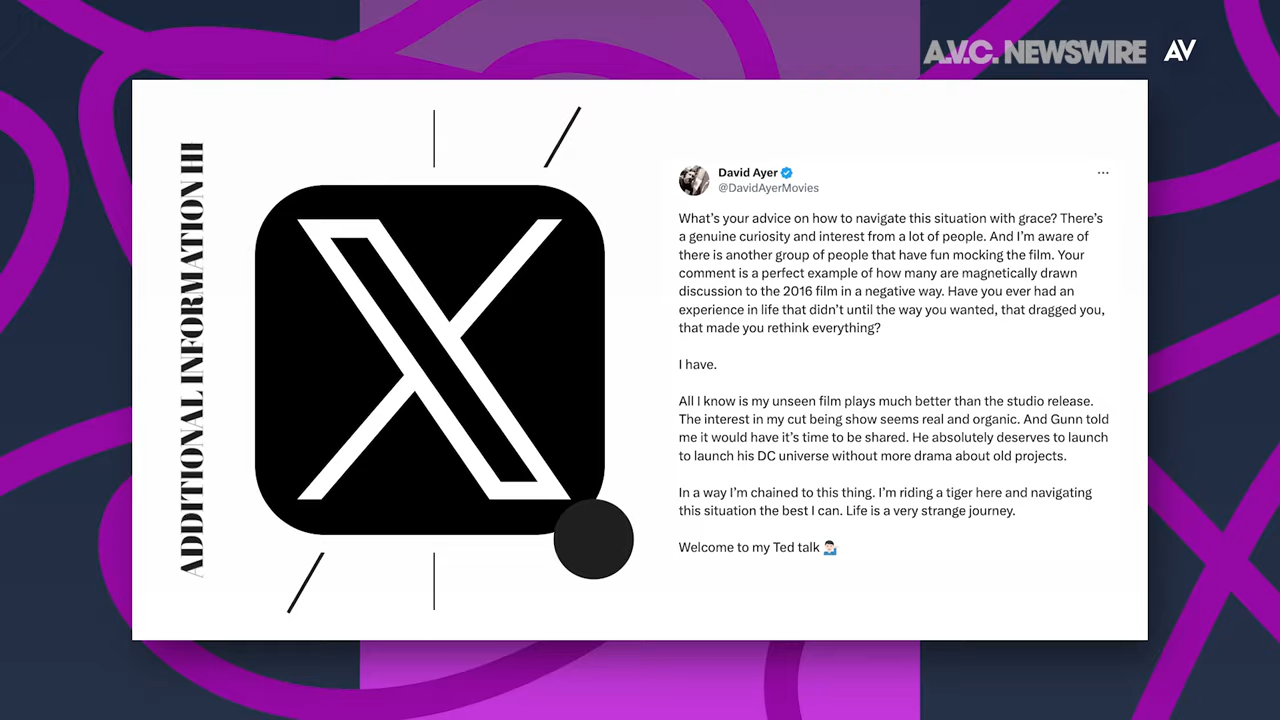 A.V.C. NEWSWIRE AV
ADDITIONAL INFORMATION HI
David Ayer
@DavidAyerMovies
What's your advice on how to navigate this situation with grace? There's
a genuine curiosity and interest from a lot of people. And I'm aware of
there is another group of people that have fun mocking the film. Your
comment is a perfect example of how many are magnetically drawn
discussion to the 2016 film in a negative way. Have you ever had an
experience in life that didn't until the way you wanted, that dragged you,
that made you rethink everything?
I have.
All I know is my unseen film plays much better than the studio release.
The interest in my cut being show seems real and organic. And Gunn told
me it would have it's time to be shared. He absolutely deserves to launch
to launch his DC universe without more drama about old projects.
In a way I'm chained to this thing. I'm riding a tiger here and navigating
this situation the best I can. Life is a very strange journey.
Welcome to my Ted talk 💁🏻‍♂️